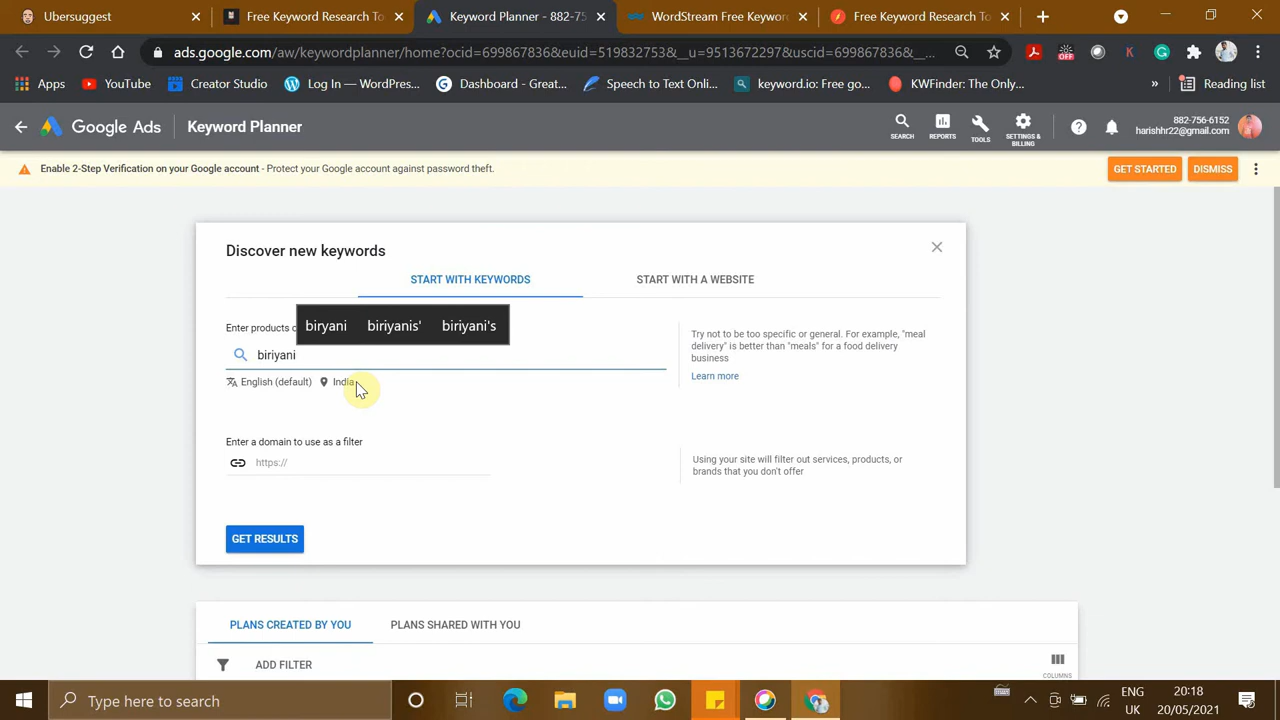 Ubersuggest
Free Keyword Research To
Keyword Planner - 882-75
WordStream Free Keywor
Free Keyword Research To
ads.google.com/aw/keywordplanner/home?ocid=699867836&euid=519832753&__u=9513672297&uscid=699867836&__...
Apps
YouTube
Creator Studio
Log In — WordPress...
Dashboard - Great...
Speech to Text Onl...
keyword.io: Free go...
KWFinder: The Only...
»
Reading list
Google Ads
Keyword Planner
SEARCH
REPORTS
TOOLS
SETTINGS &
BILLING
882-756-6152
harishhr22@gmail.com
Enable 2-Step Verification on your Google account - Protect your Google account against password theft.
GET STARTED
DISMISS
Discover new keywords
START WITH KEYWORDS
START WITH A WEBSITE
biryani biriyanis' biriyani's
Enter products o
biriyani
English (default)
India
Try not to be too specific or general. For example, "meal
delivery" is better than "meals" for a food delivery
business
Learn more
Enter a domain to use as a filter
https://
Using your site will filter out services, products, or
brands that you don't offer
GET RESULTS
PLANS CREATED BY YOU
PLANS SHARED WITH YOU
ADD FILTER
COLUMNS
Type here to search
ENG
UK
20:18
20/05/2021